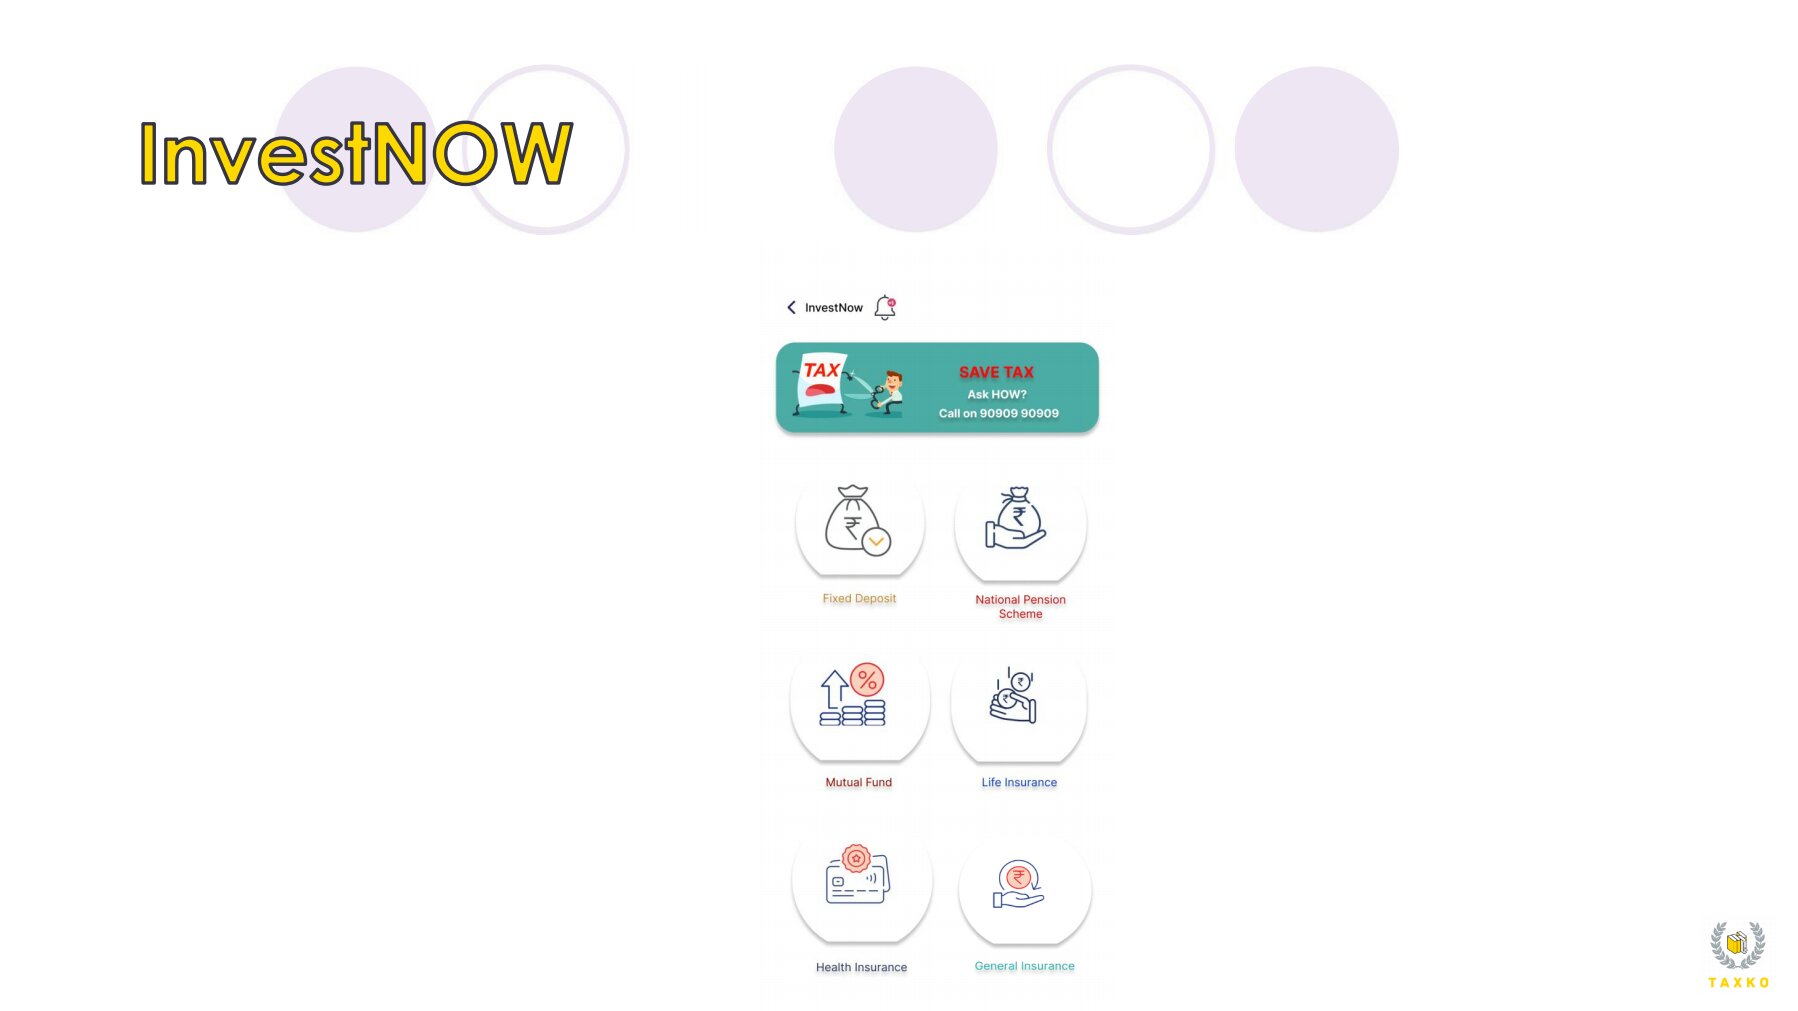 InvestNOW
InvestNow
TAX
SAVE TAX
Ask HOW?
Call on 90909 90909
Fixed Deposit
National Pension
Scheme
Mutual Fund
Life Insurance
Health Insurance
General Insurance
TAXKO